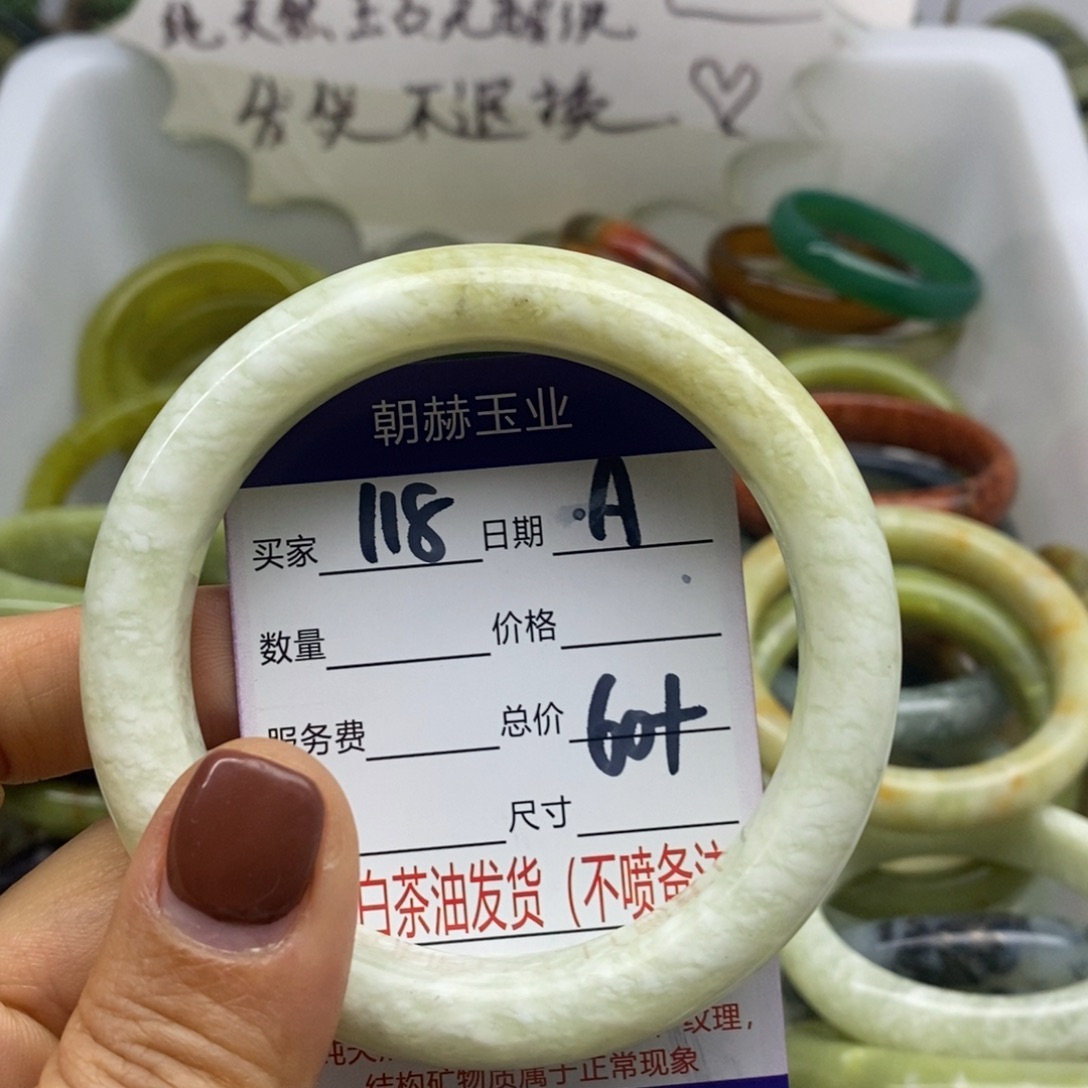 纯天然玉石无酸洗
售出不退换
朝赫玉业
买家 118 日期 A
数量 价格
服务费 总价 60+
尺寸
白茶油发货（不喷备注
纹理，
结构矿物质属于正常现象